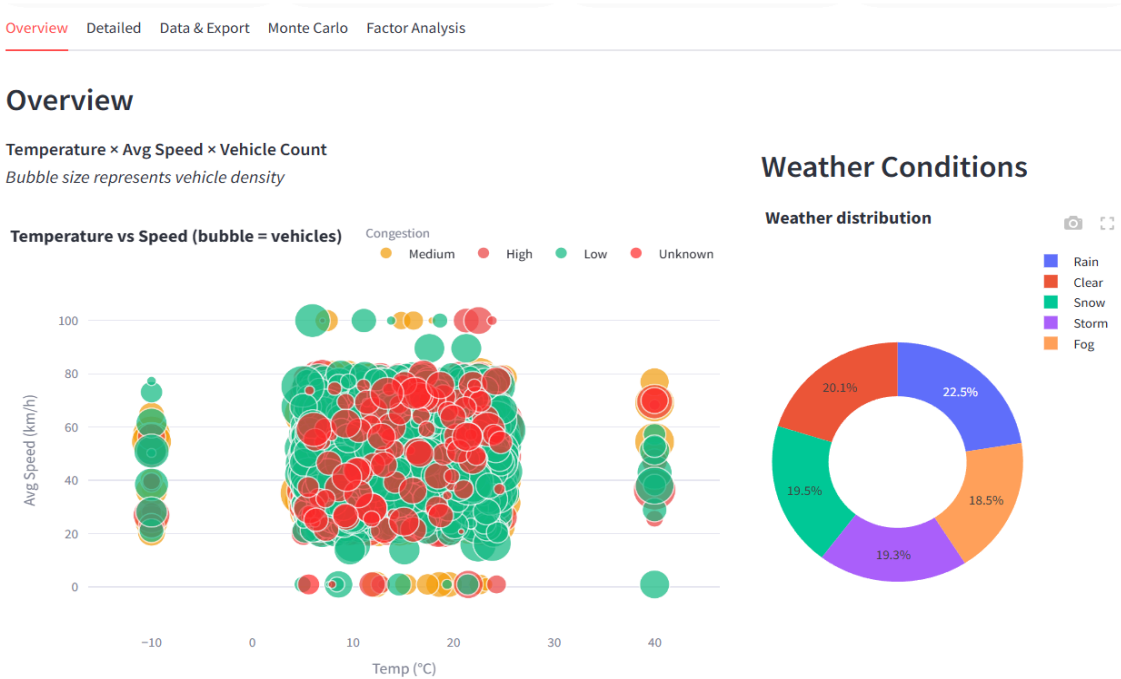 Overview Detailed Data & Export Monte Carlo Factor Analysis
Overview
Temperature × Avg Speed × Vehicle Count
Bubble size represents vehicle density
Temperature vs Speed (bubble = vehicles)
Congestion
Medium High Low Unknown
Avg Speed (km/h)
100
80
60
40
20
0
−10 0 10 20 30 40
Temp (°C)
Weather Conditions
Weather distribution
Rain
Clear
Snow
Storm
Fog
20.1%
22.5%
19.5%
18.5%
19.3%